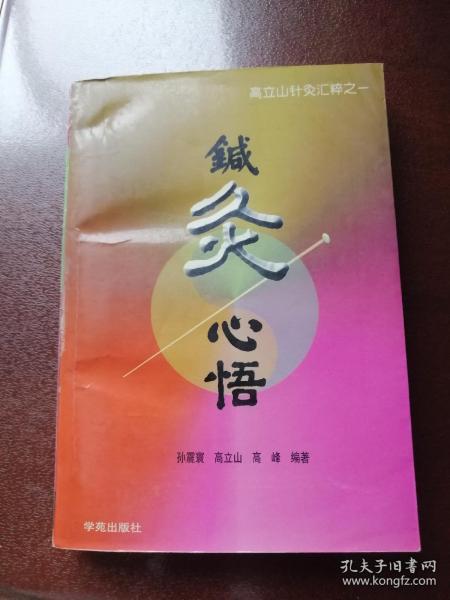 高立山针灸汇粹之一
鍼
灸
心
悟
孙震寰 高立山 高 峰 编著
学苑出版社
孔夫子旧书网
www.kongfz.com